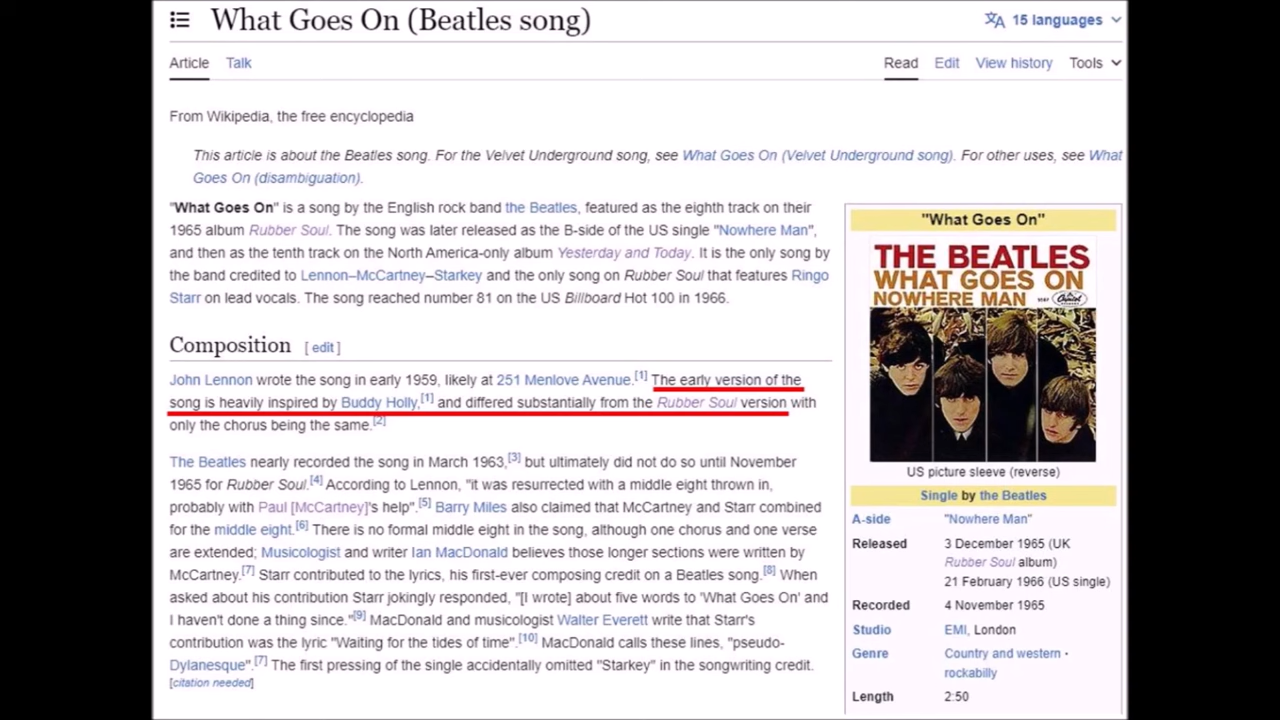 What Goes On (Beatles song)
15 languages
Article Talk
Read Edit View history Tools
From Wikipedia, the free encyclopedia
This article is about the Beatles song. For the Velvet Underground song, see What Goes On (Velvet Underground song). For other uses, see What
Goes On (disambiguation).
"What Goes On" is a song by the English rock band the Beatles, featured as the eighth track on their
1965 album Rubber Soul. The song was later released as the B-side of the US single "Nowhere Man",
and then as the tenth track on the North America-only album Yesterday and Today. It is the only song by
the band credited to Lennon–McCartney–Starkey and the only song on Rubber Soul that features Ringo
Starr on lead vocals. The song reached number 81 on the US Billboard Hot 100 in 1966.
Composition [ edit ]
John Lennon wrote the song in early 1959, likely at 251 Menlove Avenue.[1] The early version of the
song is heavily inspired by Buddy Holly,[1] and differed substantially from the Rubber Soul version with
only the chorus being the same.[2]
The Beatles nearly recorded the song in March 1963,[3] but ultimately did not do so until November
1965 for Rubber Soul.[4] According to Lennon, "it was resurrected with a middle eight thrown in,
probably with Paul [McCartney]'s help".[5] Barry Miles also claimed that McCartney and Starr combined
for the middle eight.[6] There is no formal middle eight in the song, although one chorus and one verse
are extended; Musicologist and writer Ian MacDonald believes those longer sections were written by
McCartney.[7] Starr contributed to the lyrics, his first-ever composing credit on a Beatles song.[8] When
asked about his contribution Starr jokingly responded, "[I wrote] about five words to 'What Goes On' and
I haven't done a thing since."[9] MacDonald and musicologist Walter Everett write that Starr's
contribution was the lyric "Waiting for the tides of time".[10] MacDonald calls these lines, "pseudo-
Dylanesque".[7] The first pressing of the single accidentally omitted "Starkey" in the songwriting credit.
[citation needed]
"What Goes On"
THE BEATLES
WHAT GOES ON
NOWHERE MAN
Capitol
US picture sleeve (reverse)
Single by the Beatles
A-side "Nowhere Man"
Released 3 December 1965 (UK
Rubber Soul album)
21 February 1966 (US single)
Recorded 4 November 1965
Studio EMI, London
Genre Country and western •
rockabilly
Length 2:50